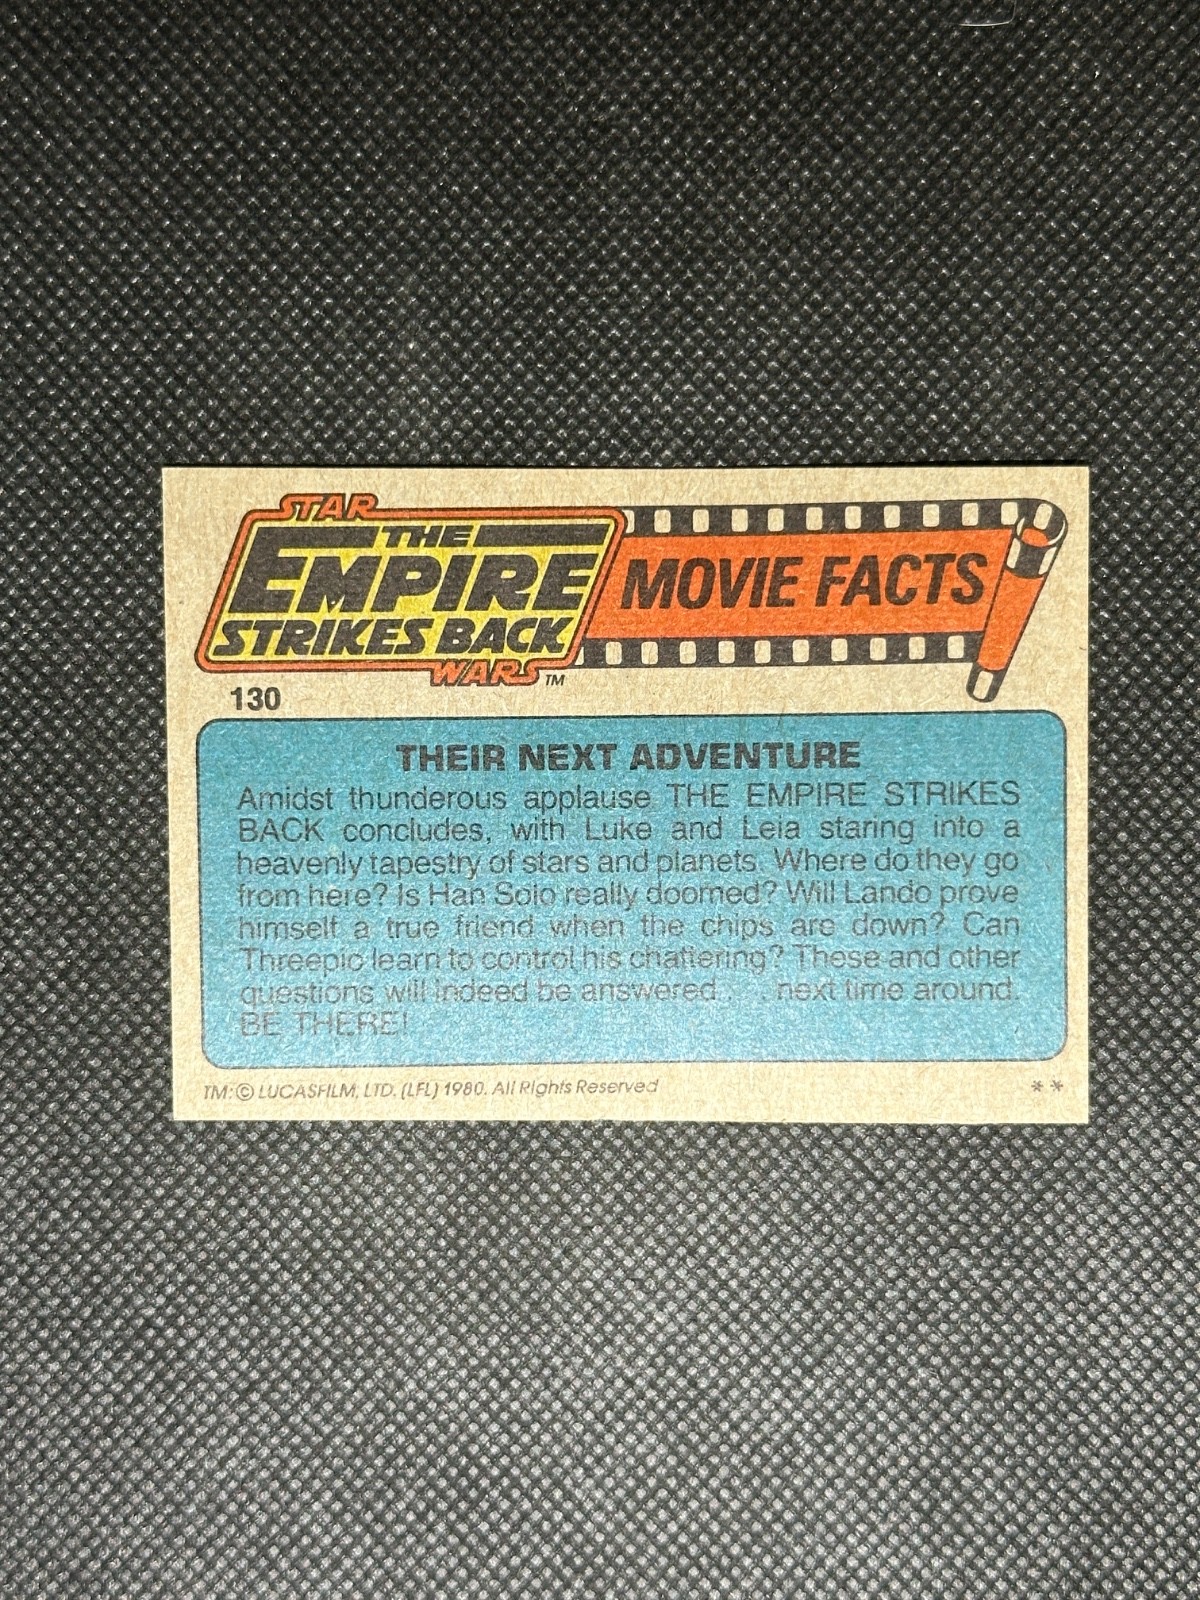 STAR
THE
EMPIRE
STRIKES BACK
WARS TM
MOVIE FACTS
130
THEIR NEXT ADVENTURE
Amidst thunderous applause THE EMPIRE STRIKES
BACK concludes, with Luke and Leia staring into a
heavenly tapestry of stars and planets. Where do they go
from here? Is Han Solo really doomed? Will Lando prove
himself a true friend when the chips are down? Can
Threepio learn to control his chattering? These and other
questions will indeed be answered . . . next time around.
BE THERE!
TM: © LUCASFILM, LTD. (LFL) 1980. All Rights Reserved
**